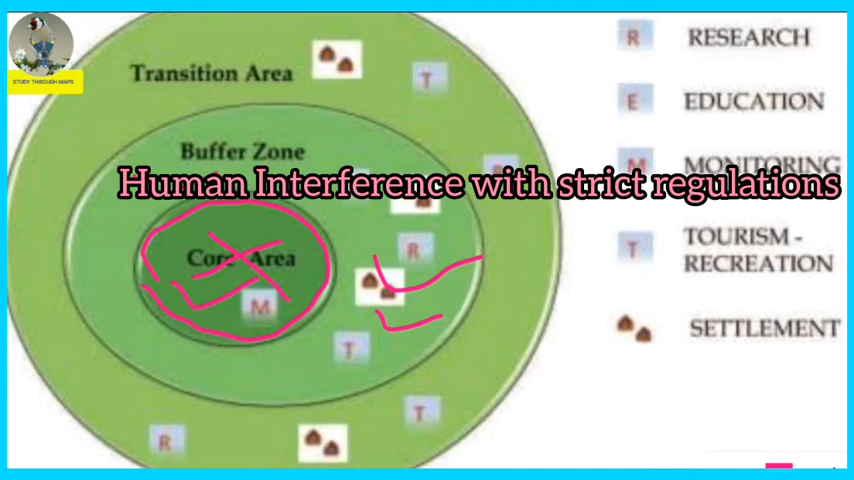 STUDY THROUGH MAPS
Transition Area
T
Buffer Zone
Human Interference with strict regulations
Core Area
R
M
T
T
R
R RESEARCH
E EDUCATION
M MONITORING
T TOURISM -
RECREATION
SETTLEMENT